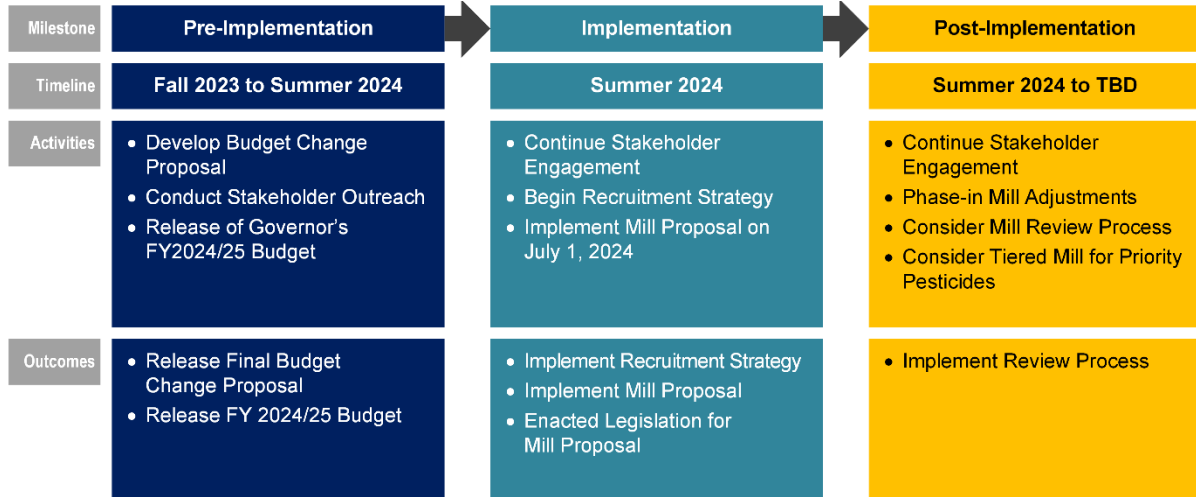 Milestone
Pre-Implementation
Implementation
Post-Implementation
Timeline
Fall 2023 to Summer 2024
Summer 2024
Summer 2024 to TBD
Activities
• Develop Budget Change
Proposal
• Conduct Stakeholder Outreach
• Release of Governor's
FY2024/25 Budget
• Continue Stakeholder
Engagement
• Begin Recruitment Strategy
• Implement Mill Proposal on
July 1, 2024
• Continue Stakeholder
Engagement
• Phase-in Mill Adjustments
• Consider Mill Review Process
• Consider Tiered Mill for Priority
Pesticides
Outcomes
• Release Final Budget
Change Proposal
• Release FY 2024/25 Budget
• Implement Recruitment Strategy
• Implement Mill Proposal
• Enacted Legislation for
Mill Proposal
• Implement Review Process